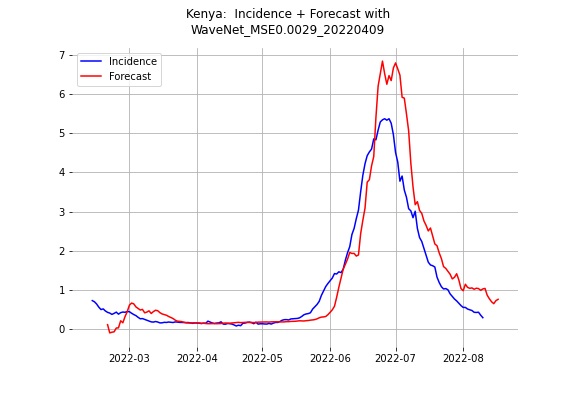 Kenya:  Incidence + Forecast with
WaveNet_MSE0.0029_20220409
Incidence
Forecast
7
6
5
4
3
2
1
0
2022-03 2022-04 2022-05 2022-06 2022-07 2022-08